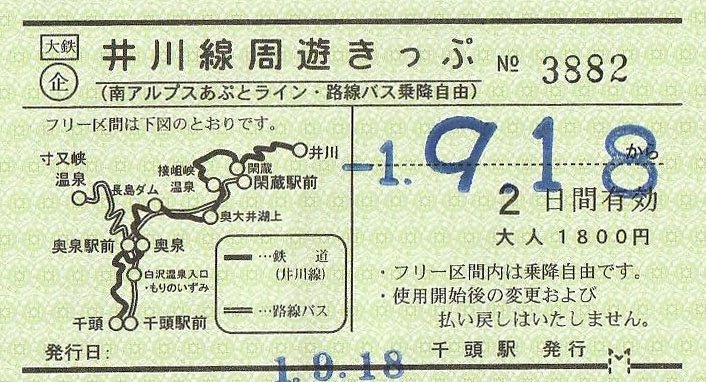 大鉄
企
井川線周遊きっぷ № 3882
(南アルプスあぷとライン・路線バス乗降自由)
フリー区間は下図のとおりです。
寸又峡
温泉
長島ダム
接岨峡
温泉
閑蔵
井川
閑蔵駅前
奥大井湖上
奥泉駅前
奥泉
白沢温泉入口
・もりのいずみ
千頭
千頭駅前
…鉄 道
(井川線)
…路線バス
-1.918
から
2 日間有効
大人 1800円
・フリー区間内は乗降自由です。
・使用開始後の変更および
払い戻しはいたしません。
発行日:
1.9.18
千頭駅 発行
M